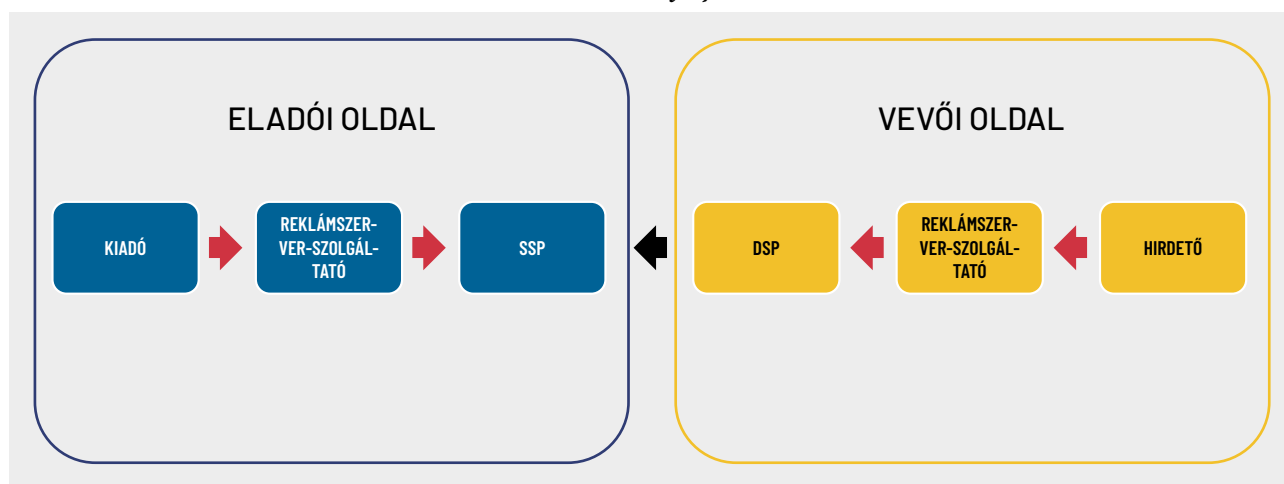 ELADÓI OLDAL
VEVŐI OLDAL
KIADÓ
REKLÁMSZER-
VER-SZOLGÁL-
TATÓ
SSP
DSP
REKLÁMSZER-
VER-SZOLGÁL-
TATÓ
HIRDETŐ